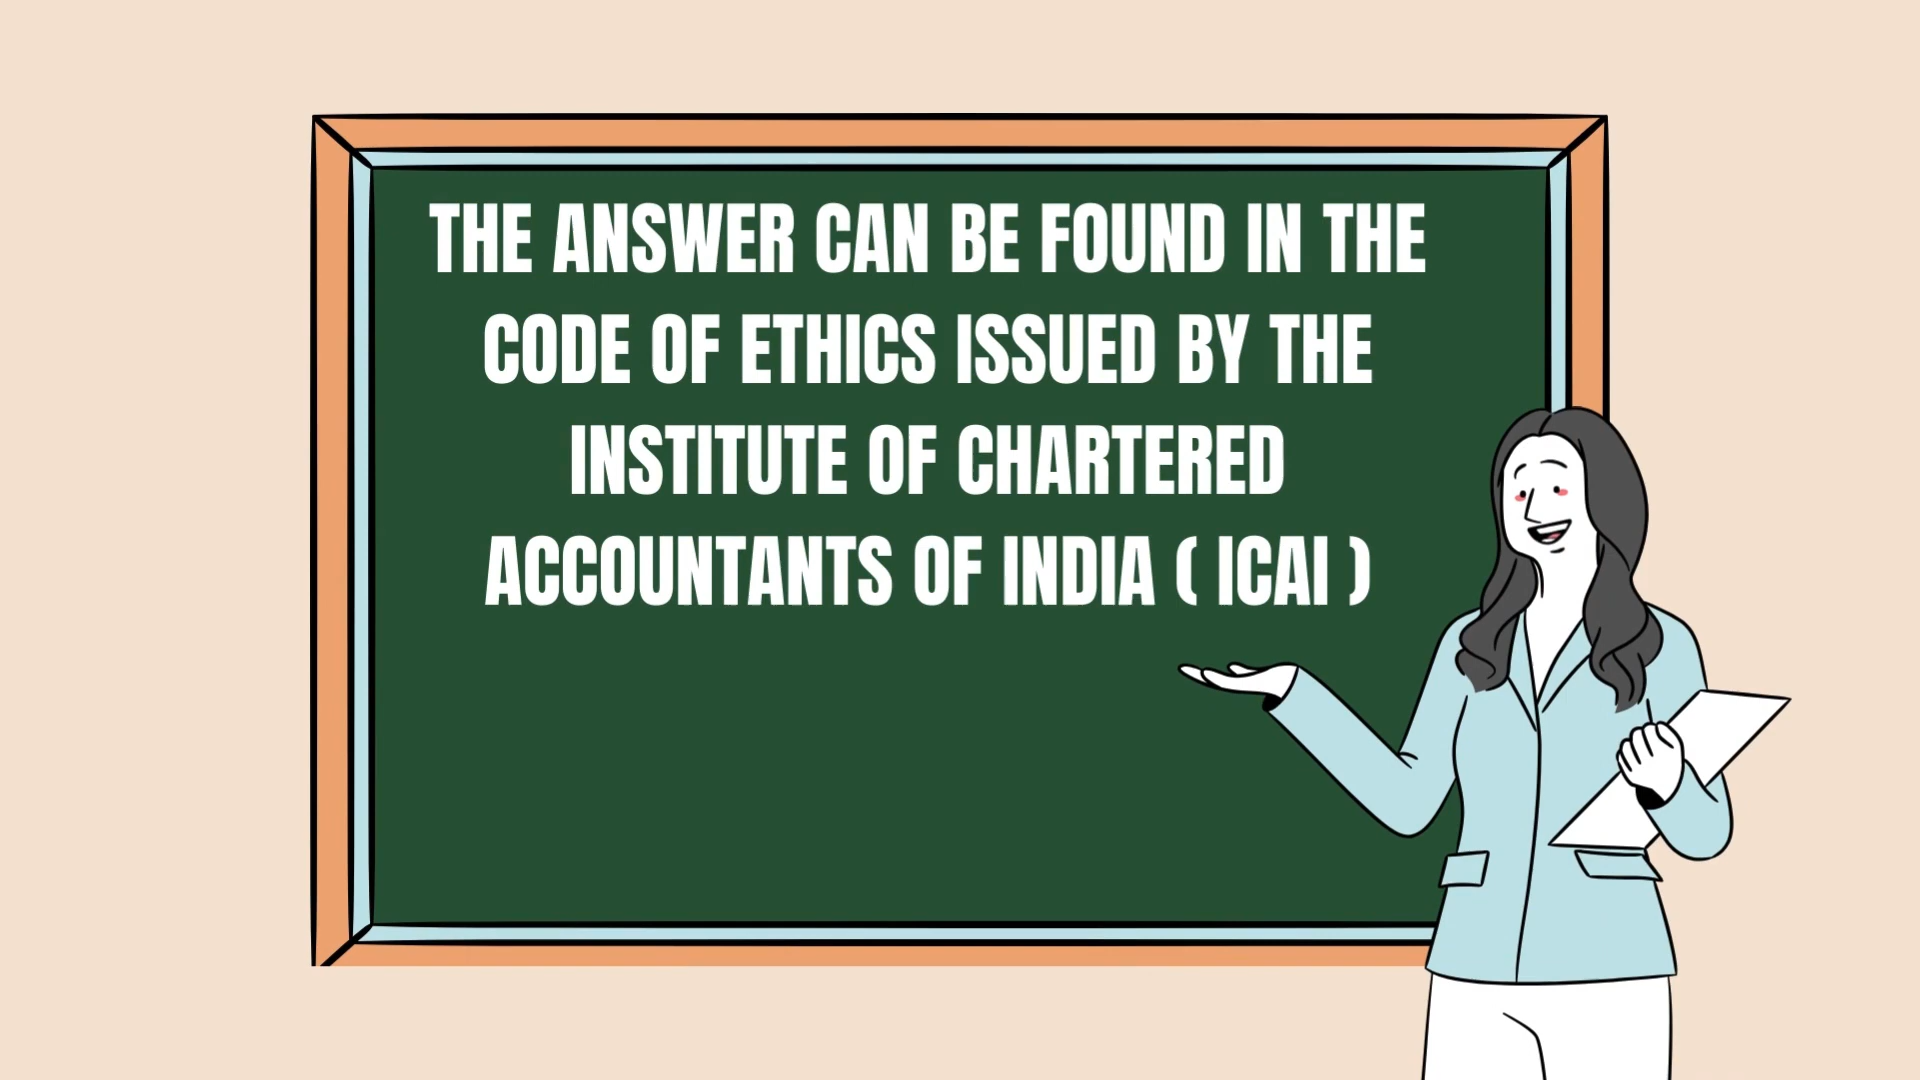 THE ANSWER CAN BE FOUND IN THE
CODE OF ETHICS ISSUED BY THE
INSTITUTE OF CHARTERED
ACCOUNTANTS OF INDIA ( ICAI )